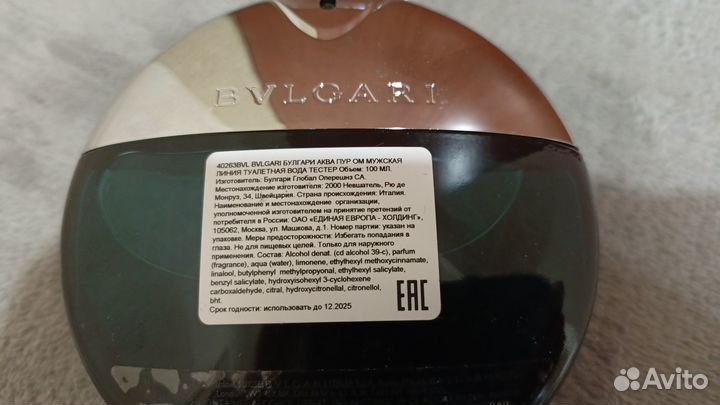 BVLGARI
40263BVL BVLGARI БУЛГАРИ АКВА ПУР ОМ МУЖСКАЯ
ЛИНИЯ ТУАЛЕТНАЯ ВОДА ТЕСТЕР Объем: 100 МЛ.
Изготовитель: Булгари Глобал Оперешнз СА.
Местонахождение изготовителя: 2000 Невшатель, Рю де
Монруз, 34, Швейцария. Страна происхождения: Италия.
Наименование и местонахождение организации,
уполномоченной изготовителем на принятие претензий от
потребителя в России: ОАО «ЕДИНАЯ ЕВРОПА - ХОЛДИНГ»,
105062, Москва, ул. Машкова, д.1. Номер партии: указан на
упаковке. Меры предосторожности: Избегать попадания в
глаза. Не для пищевых целей. Только для наружного
применения. Состав: Alcohol denat. (cd alcohol 39-c), parfum
(fragrance), aqua (water), limonene, ethylhexyl methoxycinnamate,
linalool, butylphenyl methylpropyonal, ethylhexyl salicylate,
benzyl salicylate, hydroxyisohexyl 3-cyclohexene
carboxaldehyde, citral, hydroxycitronellal, citronellol,
bht.
Срок годности: использовать до 12.2025
EAC
BVLGARI
Avito